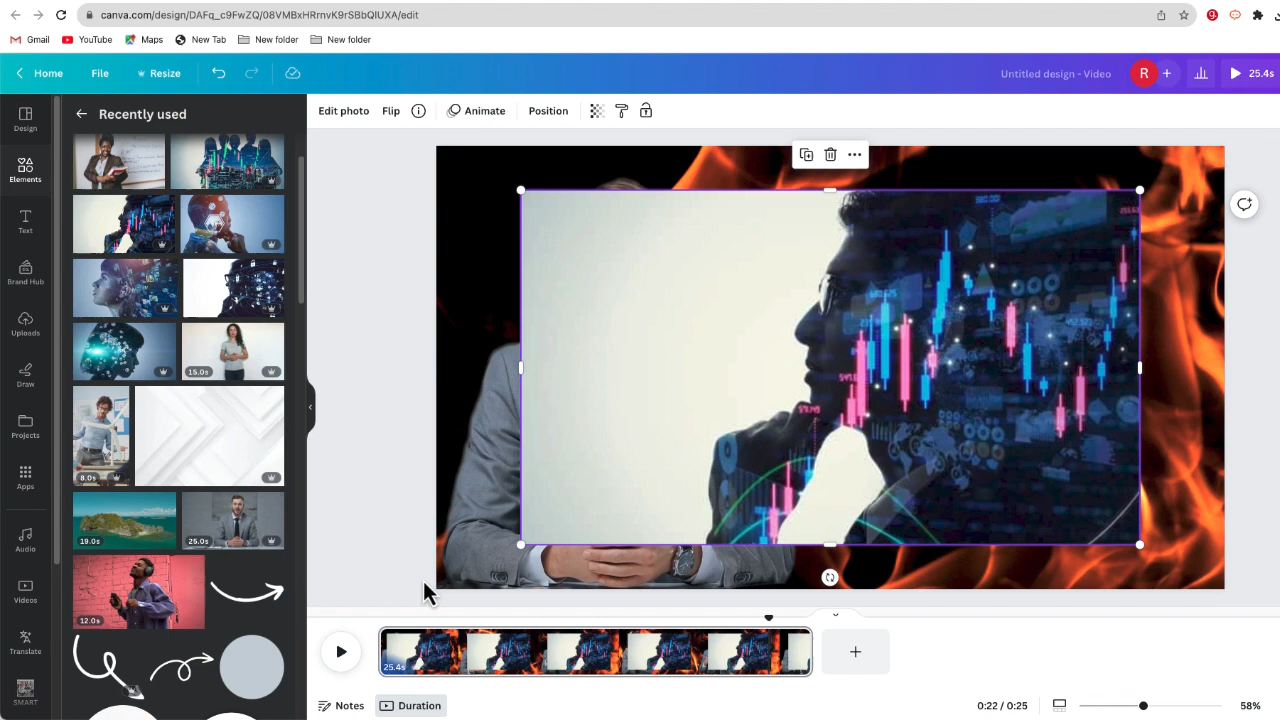 canva.com/design/DAFq_c9FwZQ/08VMBxHRrnvK9rSBbQlUXA/edit
Gmail YouTube Maps New Tab New folder New folder
Home File Resize Untitled design - Video R + 25.4s
Design
Elements
Text
Brand Hub
Uploads
Draw
Projects
Apps
Audio
Videos
Translate
SMART
Recently used
15.0s
8.0s
19.0s 25.0s
12.0s
Edit photo Flip Animate Position
25.4s
Notes Duration 0:22 / 0:25 58%